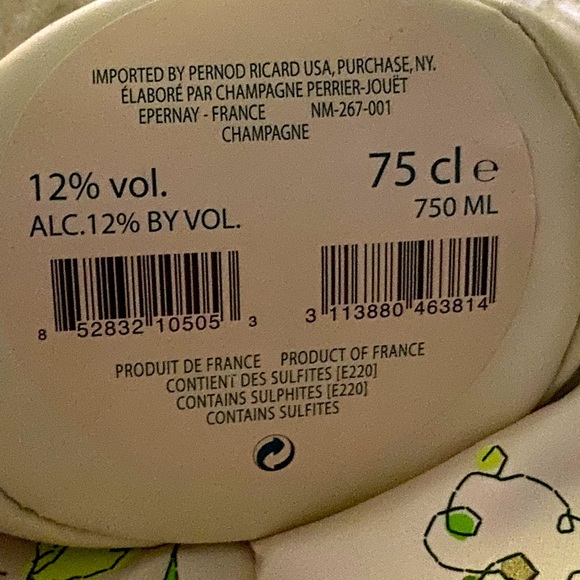 IMPORTED BY PERNOD RICARD USA, PURCHASE, NY.
ÉLABORÉ PAR CHAMPAGNE PERRIER-JOUËT
EPERNAY - FRANCE NM-267-001
CHAMPAGNE
12% vol. 75 cl e
ALC.12% BY VOL. 750 ML
8 52832 10505 3
3 113880 463814
PRODUIT DE FRANCE PRODUCT OF FRANCE
CONTIENT DES SULFITES [E220]
CONTAINS SULPHITES [E220]
CONTAINS SULFITES